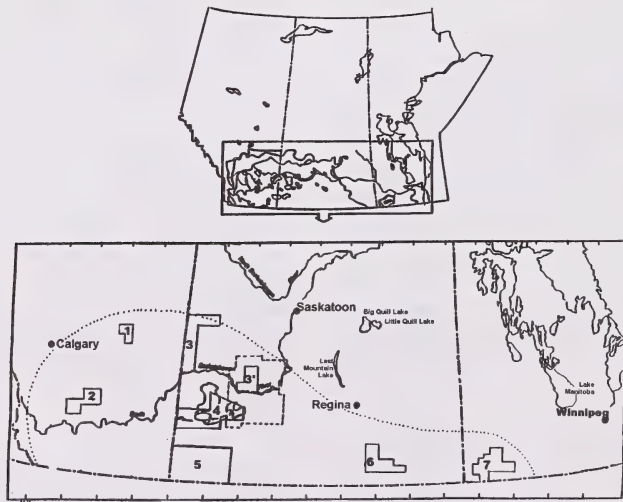 Saskatoon
Big Quill Lake
Little Quill Lake
1
Calgary
3
Last
Mountain
Lake
3'
2
Lake
Manitoba
4
Regina
Winnipeg
5
6
7